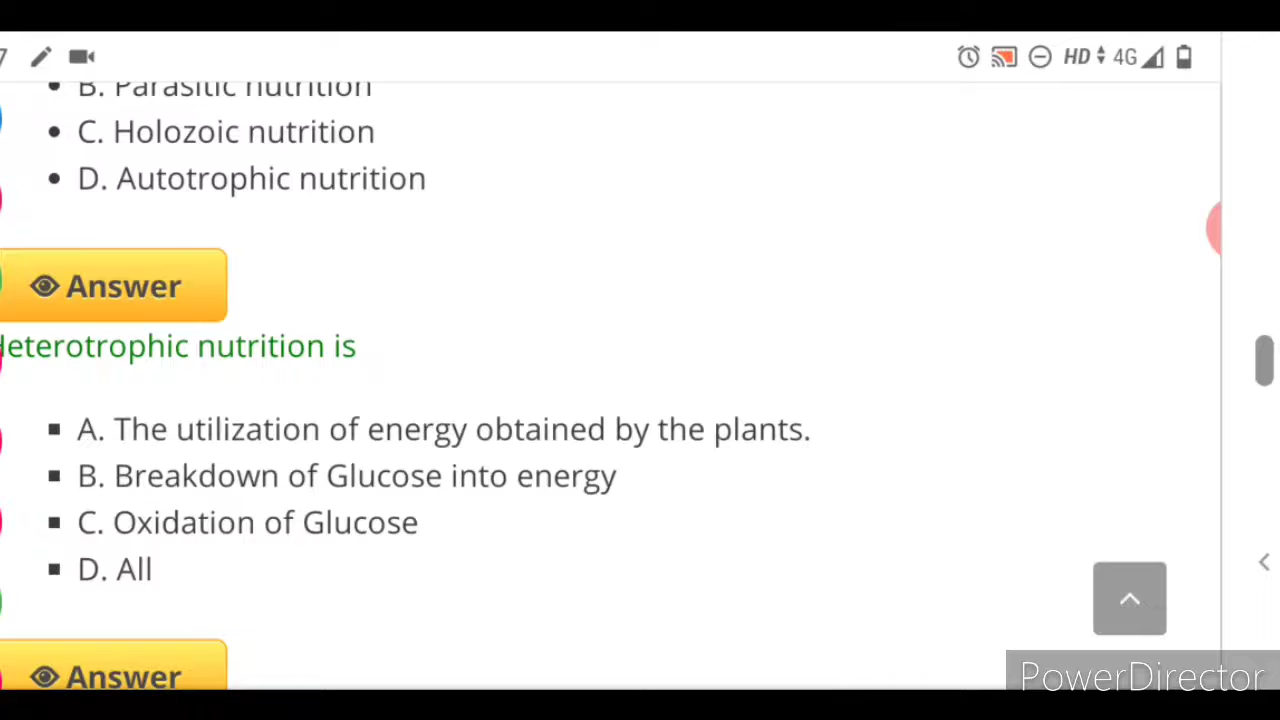 HD 4G
B. Parasitic nutrition
C. Holozoic nutrition
D. Autotrophic nutrition
Answer
eterotrophic nutrition is
A. The utilization of energy obtained by the plants.
B. Breakdown of Glucose into energy
C. Oxidation of Glucose
D. All
Answer
PowerDirector